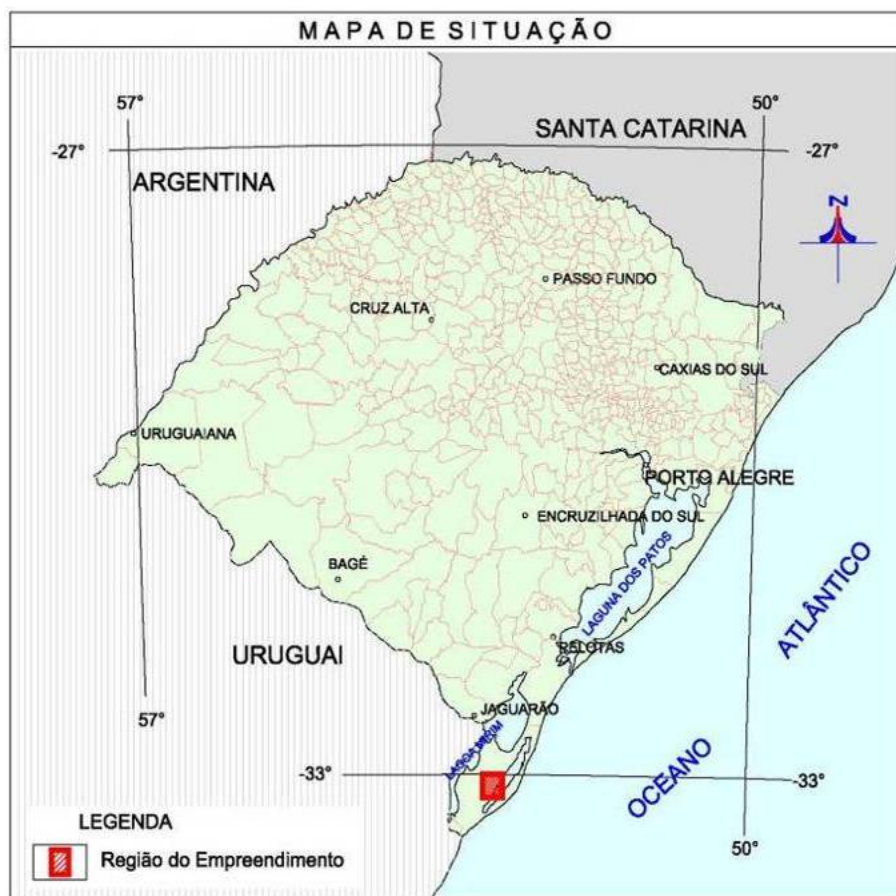 MAPA DE SITUAÇÃO
57°
50°
SANTA CATARINA
-27°
-27°
ARGENTINA
N
PASSO FUNDO
CRUZ ALTA
CAXIAS DO SUL
URUGUAIANA
PORTO ALEGRE
ENCRUZILHADA DO SUL
LAGUNA DOS PATOS
BAGÉ
ATLÂNTICO
URUGUAI
PELOTAS
JAGUARÃO
57°
LAGOA MIRIM
-33°
-33°
OCEANO
LEGENDA
50°
Região do Empreendimento